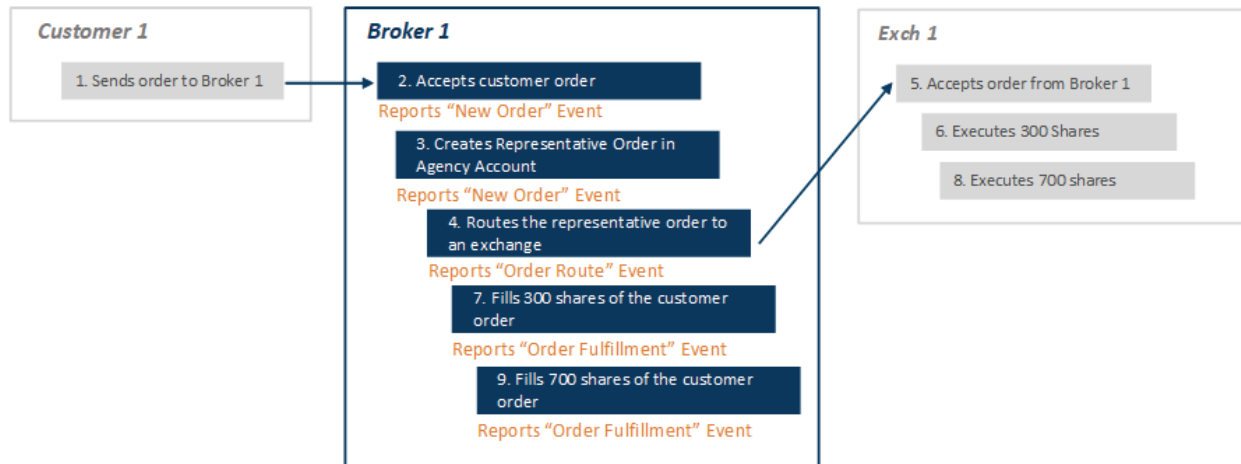 Customer 1
1. Sends order to Broker 1
Broker 1
2. Accepts customer order
Reports “New Order” Event
3. Creates Representative Order in
Agency Account
Reports “New Order” Event
4. Routes the representative order to
an exchange
Reports “Order Route” Event
7. Fills 300 shares of the customer
order
Reports “Order Fulfillment” Event
9. Fills 700 shares of the customer
order
Reports “Order Fulfillment” Event
Exch 1
5. Accepts order from Broker 1
6. Executes 300 Shares
8. Executes 700 shares